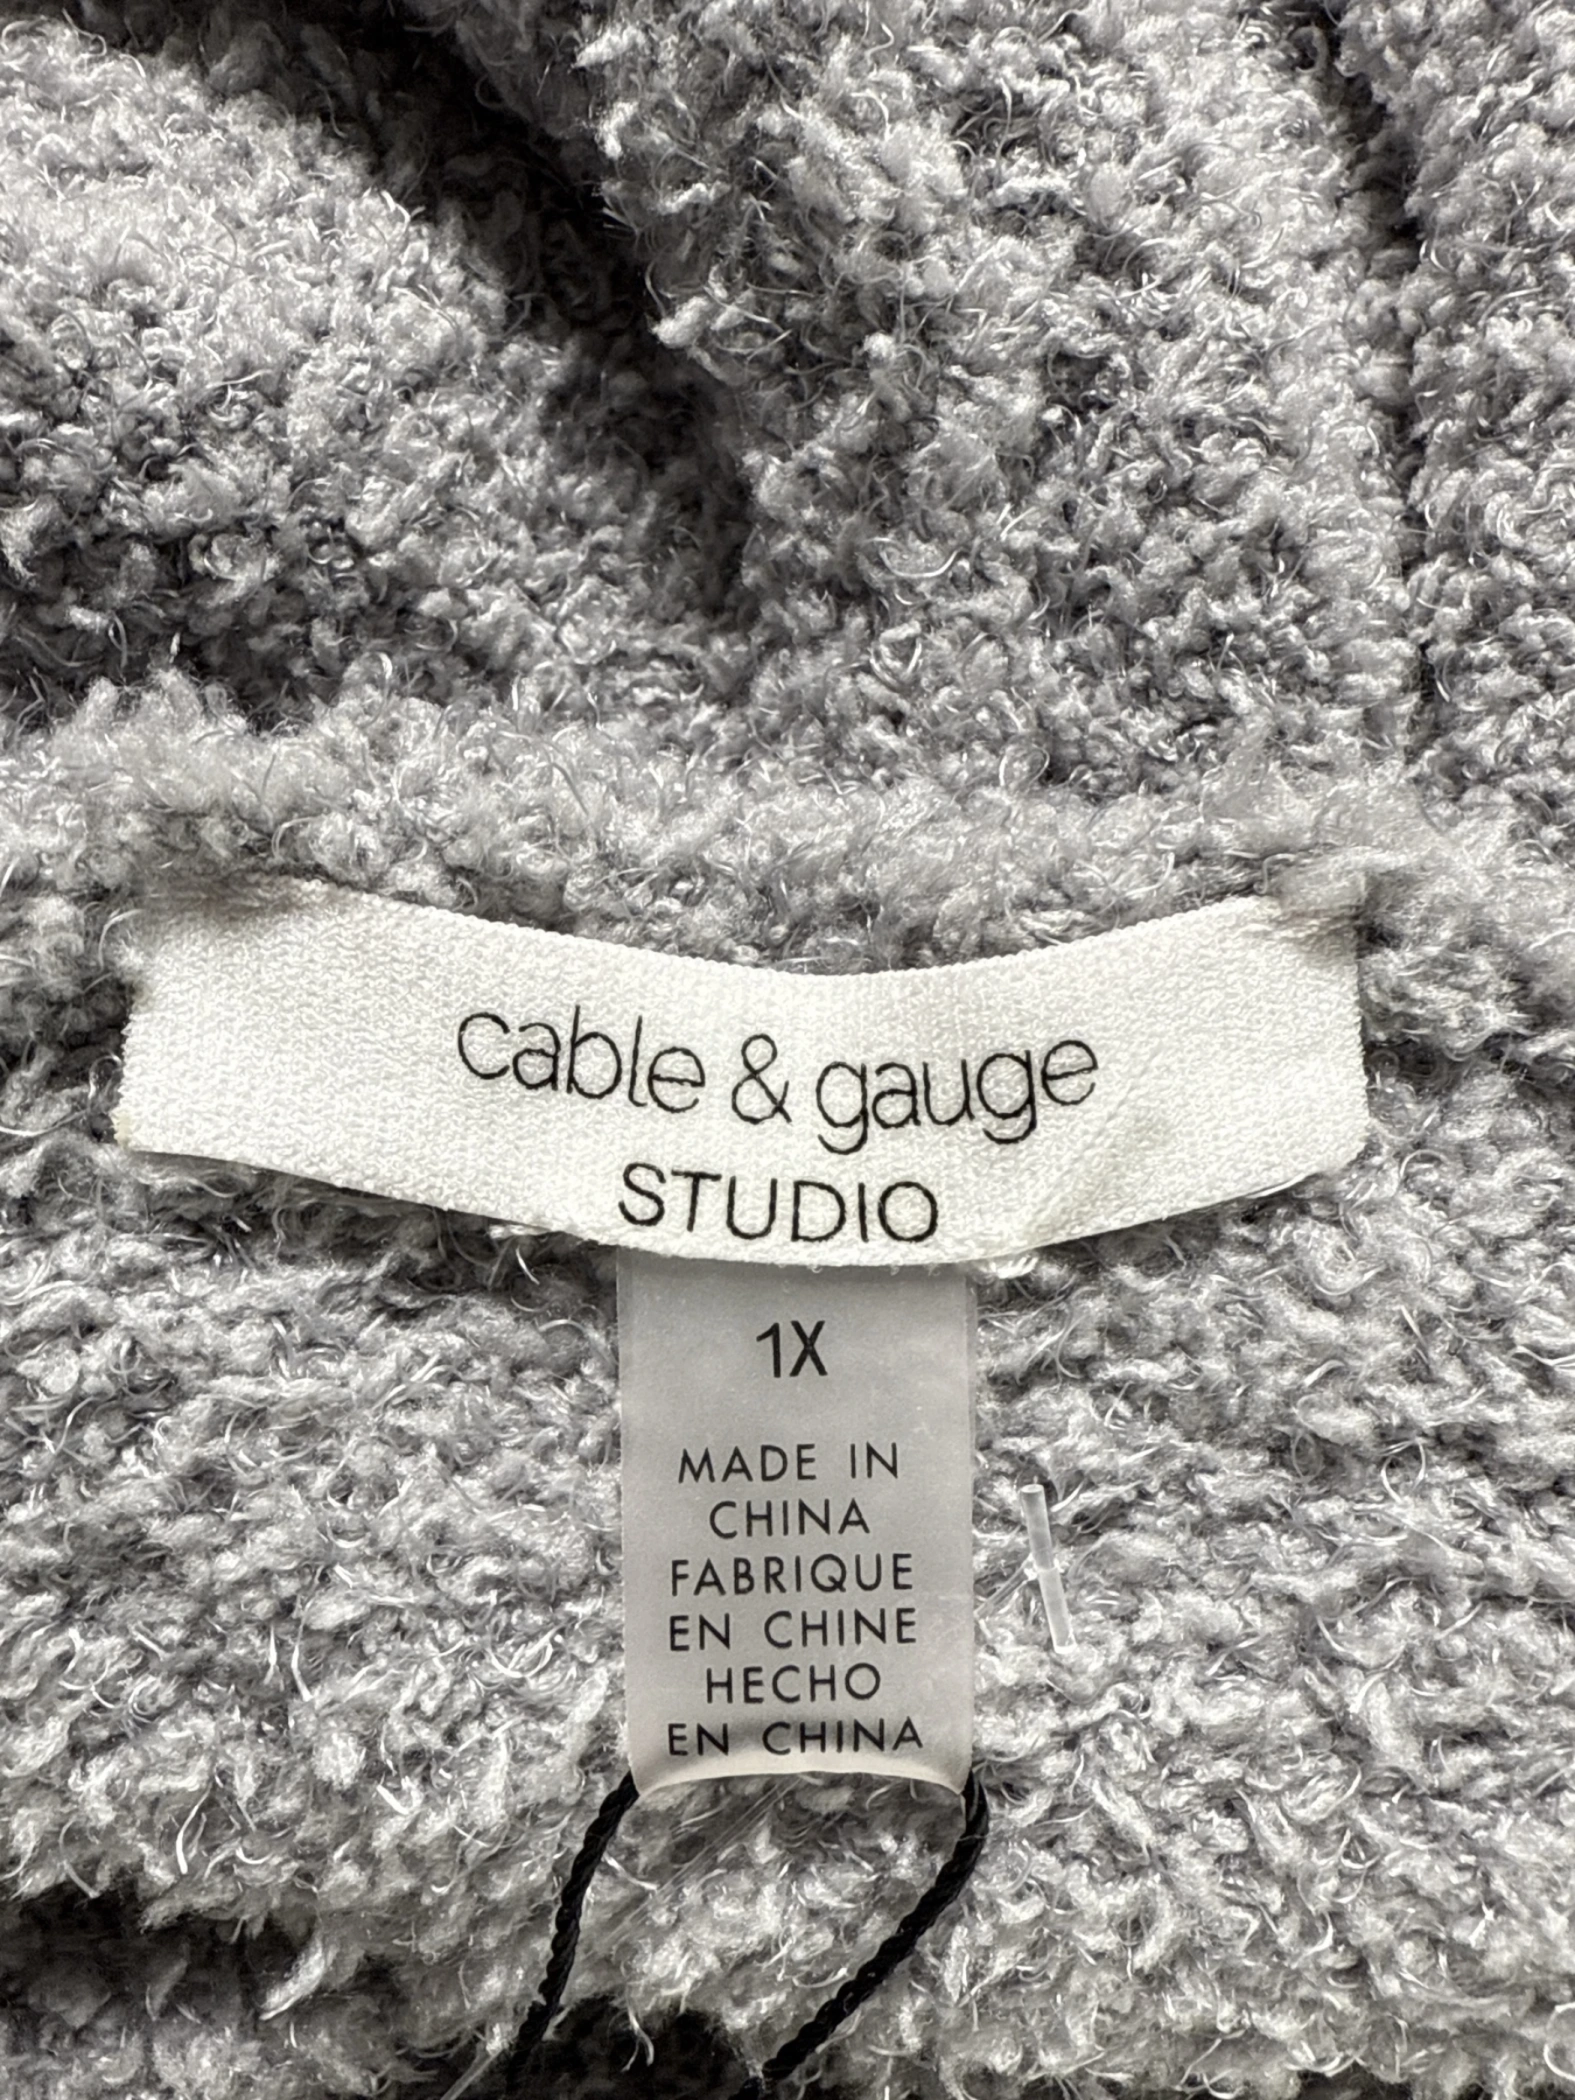 cable & gauge
STUDIO
1X
MADE IN
CHINA
FABRIQUE
EN CHINE
HECHO
EN CHINA